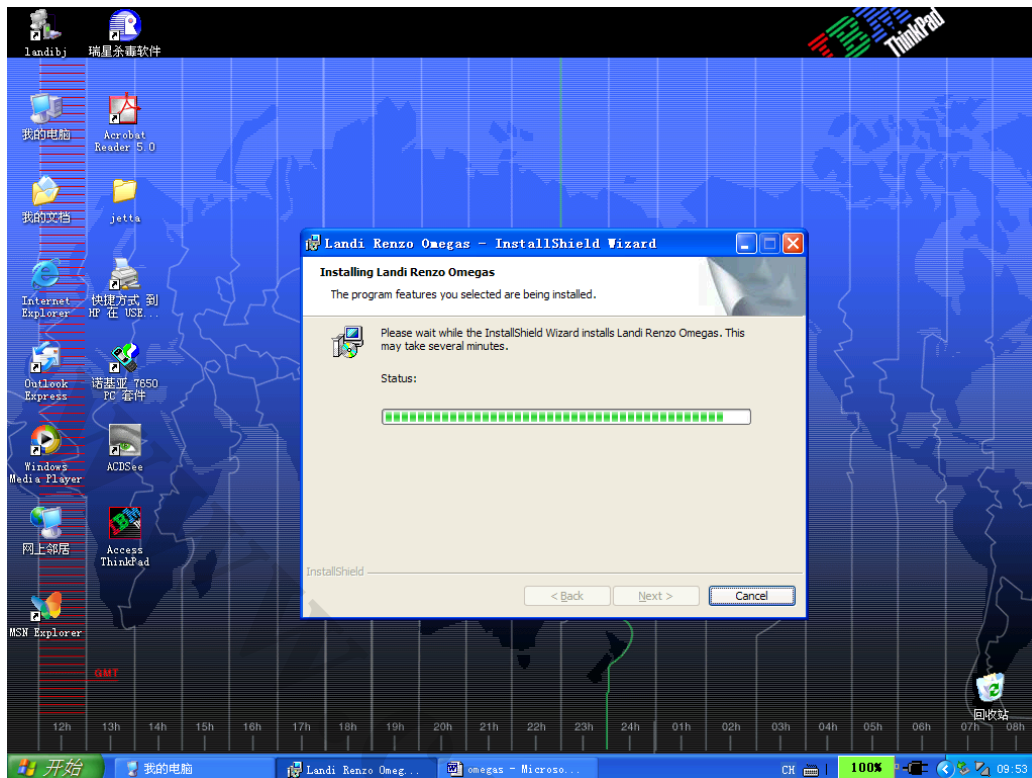 landibj
瑞星杀毒软件
IBM
ThinkPad
我的电脑
Acrobat
Reader 5.0
我的文档
jetta
Internet
Explorer
快捷方式 到
HP 在 USE...
Outlook
Express
诺基亚 7650
PC 套件
Windows
Media Player
ACDSee
网上邻居
IBM
Access
ThinkPad
MSN Explorer
Landi Renzo Omegas - InstallShield Wizard
Installing Landi Renzo Omegas
The program features you selected are being installed.
Please wait while the InstallShield Wizard installs Landi Renzo Omegas. This
may take several minutes.
Status:
InstallShield
< Back
Next >
Cancel
GMT
回收站
12h 13h 14h 15h 16h 17h 18h 19h 20h 21h 22h 23h 24h 01h 02h 03h 04h 05h 06h 07h 08h
开始
我的电脑
Landi Renzo Omeg...
omegas - Microso...
CH
100%
09:53